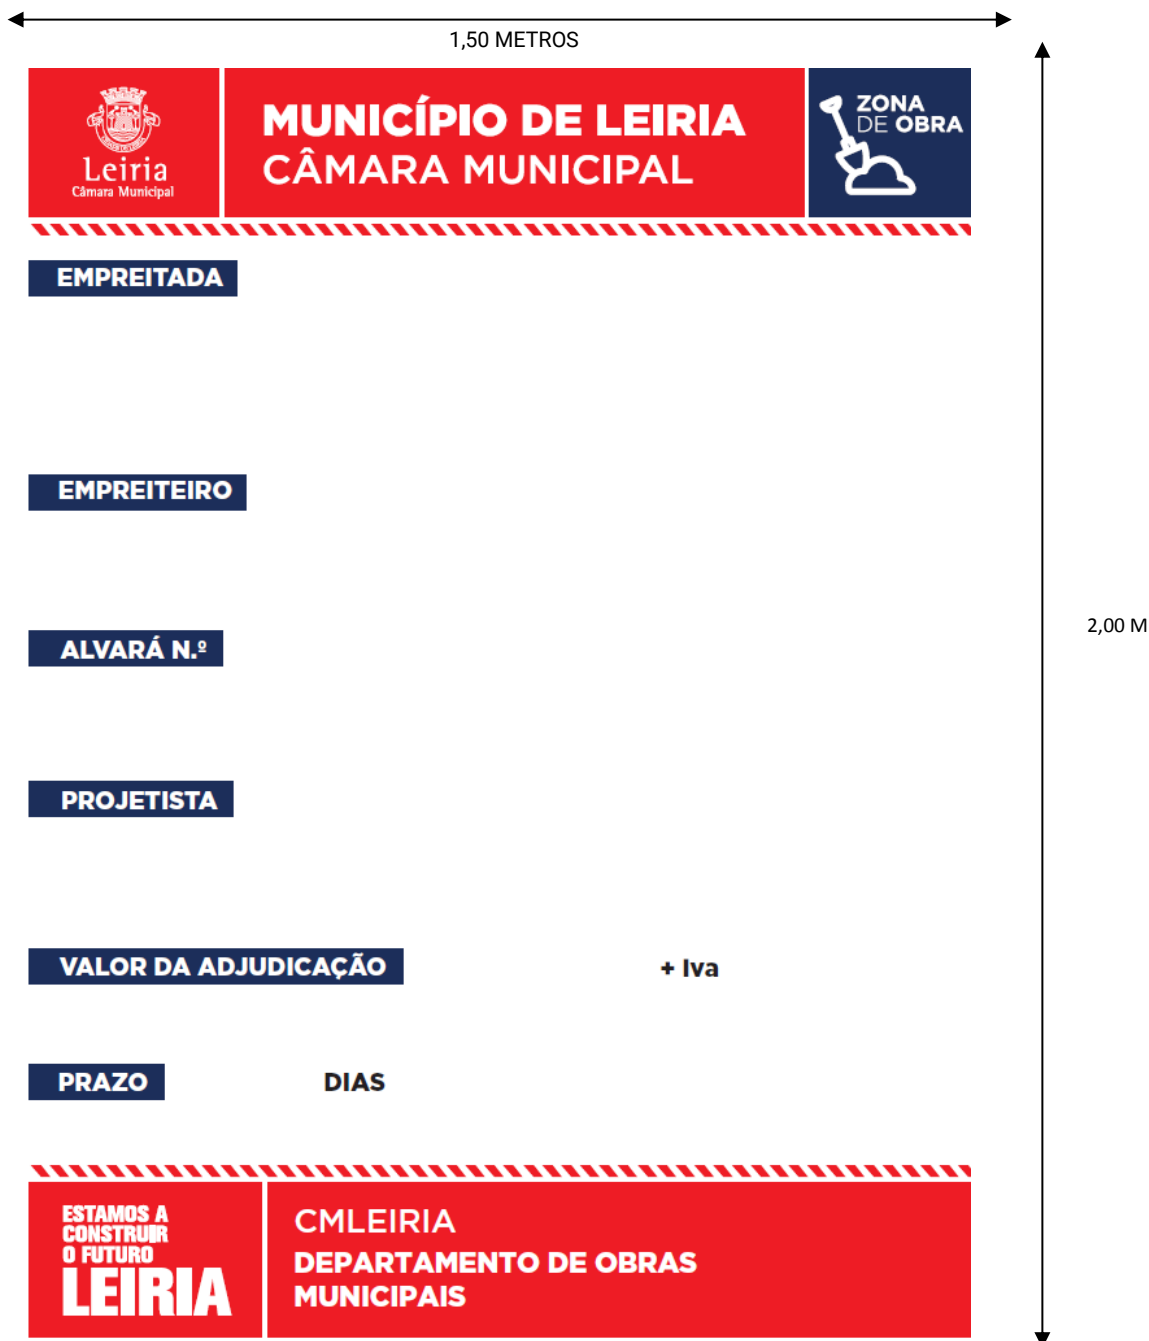 1,50 METROS
Leiria
Câmara Municipal
MUNICÍPIO DE LEIRIA
CÂMARA MUNICIPAL
ZONA
DE OBRA
EMPREITADA
EMPREITEIRO
2,00 M
ALVARÁ N.º
PROJETISTA
VALOR DA ADJUDICAÇÃO + Iva
PRAZO DIAS
ESTAMOS A
CONSTRUIR
O FUTURO
LEIRIA
CMLEIRIA
DEPARTAMENTO DE OBRAS
MUNICIPAIS